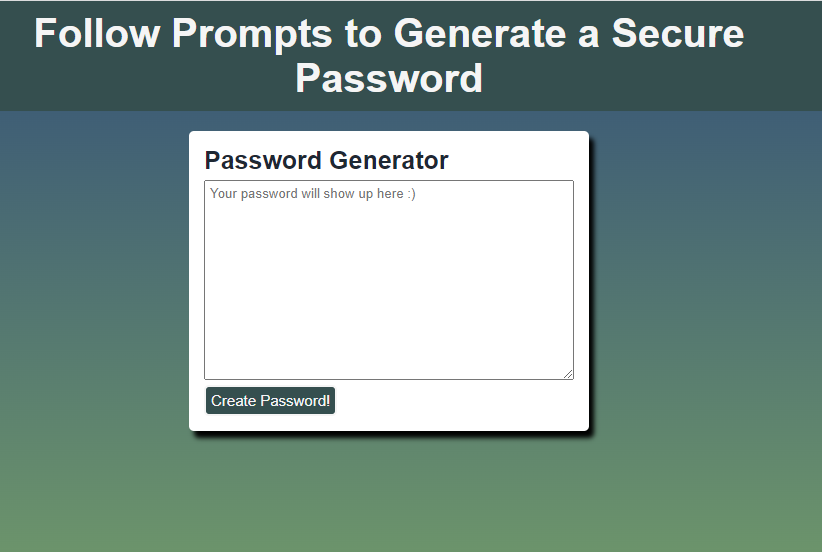 Follow Prompts to Generate a Secure
Password
Password Generator
Your password will show up here :)
Create Password!